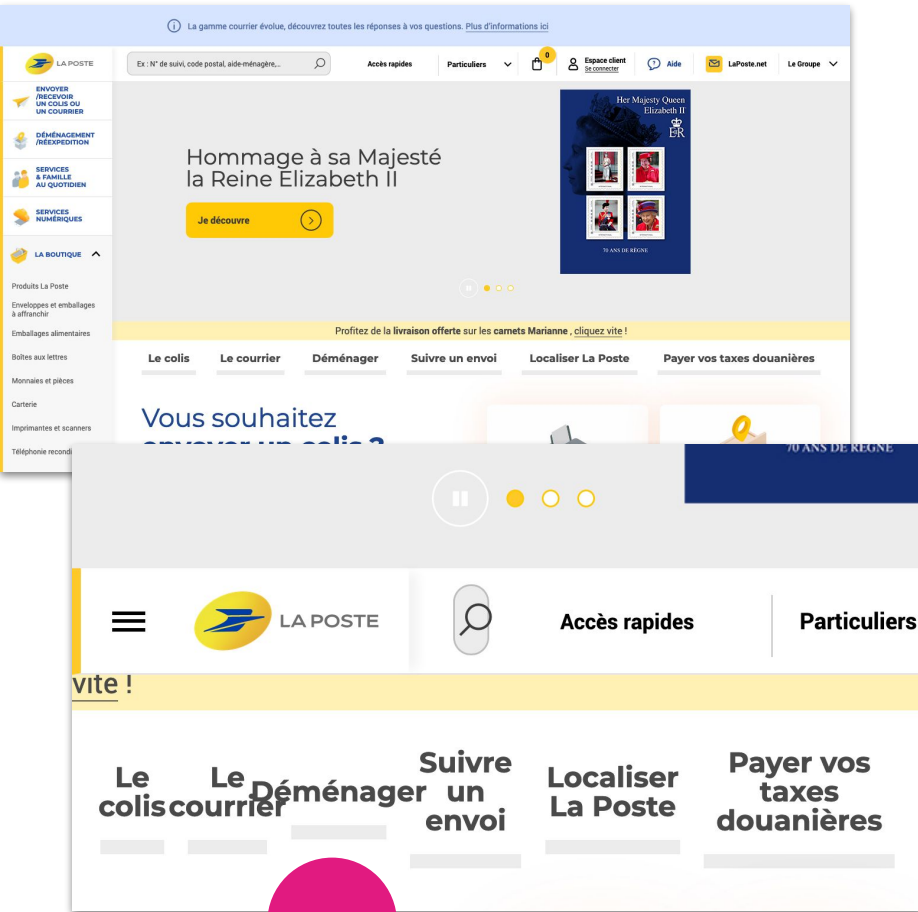 La gamme courrier évolue, découvrez toutes les réponses à vos questions. Plus d'informations ici
LA POSTE
Ex : N° de suivi, code postal, aide-ménagère,...
Accès rapides
Particuliers
0
Espace client
Se connecter
Aide
LaPoste.net
Le Groupe
ENVOYER
/RECEVOIR
UN COLIS OU
UN COURRIER
DÉMÉNAGEMENT
/RÉEXPEDITION
SERVICES
& FAMILLE
AU QUOTIDIEN
SERVICES
NUMÉRIQUES
LA BOUTIQUE
Produits La Poste
Enveloppes et emballages
à affranchir
Emballages alimentaires
Boîtes aux lettres
Monnaies et pièces
Carterie
Imprimantes et scanners
Téléphonie recondi
Hommage à sa Majesté
la Reine Elizabeth II
Je découvre
Her Majesty Queen
Elizabeth II
EIIR
70 ANS DE RÈGNE
Profitez de la livraison offerte sur les carnets Marianne , cliquez vite !
Le colis
Le courrier
Déménager
Suivre un envoi
Localiser La Poste
Payer vos taxes douanières
Vous souhaitez
envoyer un colis ?
70 ANS DE RÈGNE
LA POSTE
Accès rapides
Particuliers
vite !
Le
colis
Le
courrier
Déménager
Suivre
un
envoi
Localiser
La Poste
Payer vos
taxes
douanières